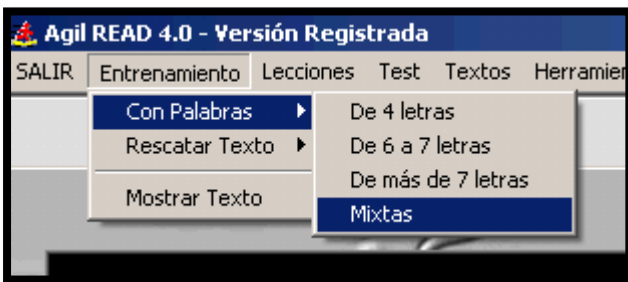 Agil READ 4.0 - Versión Registrada
SALIR Entrenamiento Lecciones Test Textos
Con Palabras
Rescatar Texto
Mostrar Texto
De 4 letras
De 6 a 7 letras
De más de 7 letras
Mixtas